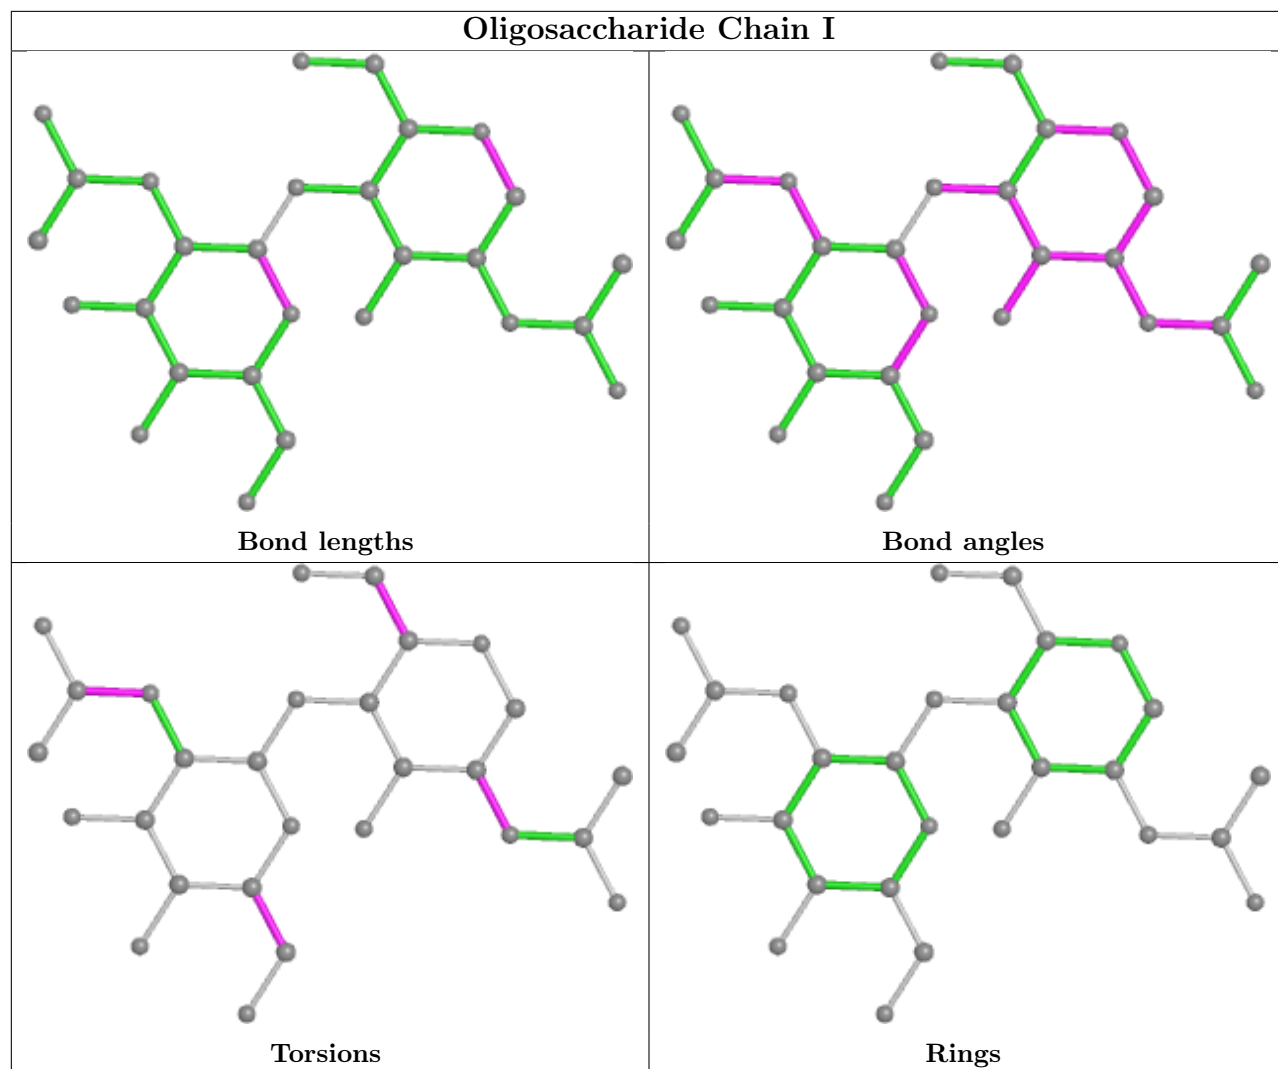 Oligosaccharide Chain I
Bond lengths
Bond angles
Torsions
Rings